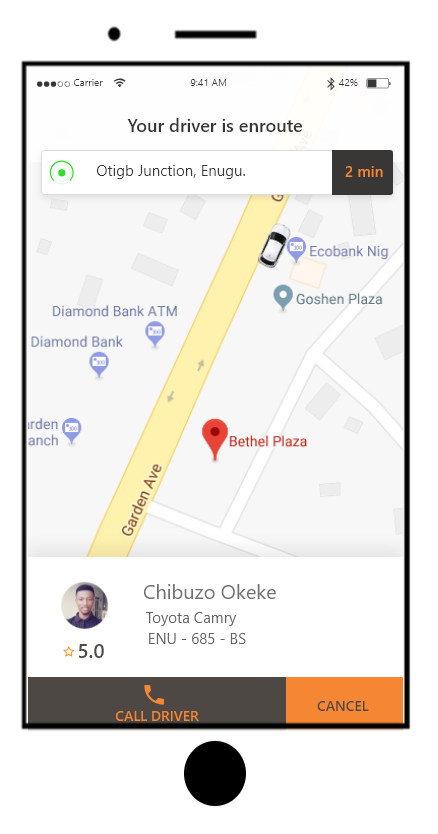 Carrier 9:41 AM 42%
Your driver is enroute
Otigb Junction, Enugu.
2 min
Ecobank Nig
Goshen Plaza
Diamond Bank ATM
Diamond Bank
Bethel Plaza
Garden Ave
Chibuzo Okeke
Toyota Camry
ENU - 685 - BS
5.0
CALL DRIVER
CANCEL